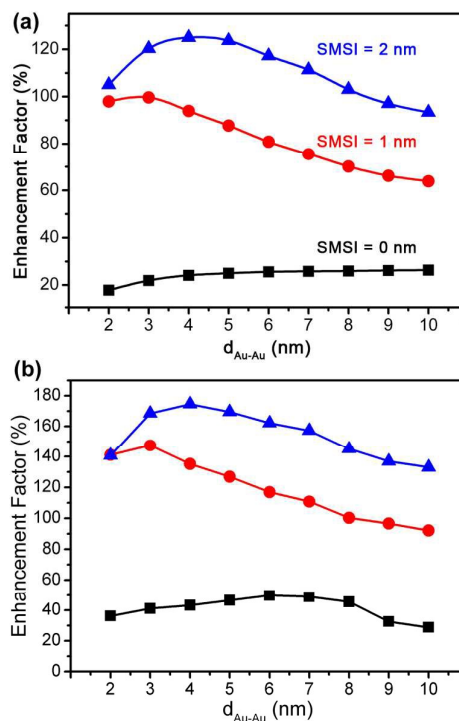 (a)
120
100
80
60
40
20
Enhancement Factor (%)
SMSI = 2 nm
SMSI = 1 nm
SMSI = 0 nm
2 3 4 5 6 7 8 9 10
d_Au-Au (nm)
(b)
180
160
140
120
100
80
60
40
20
0
Enhancement Factor (%)
2 3 4 5 6 7 8 9 10
d_Au-Au (nm)